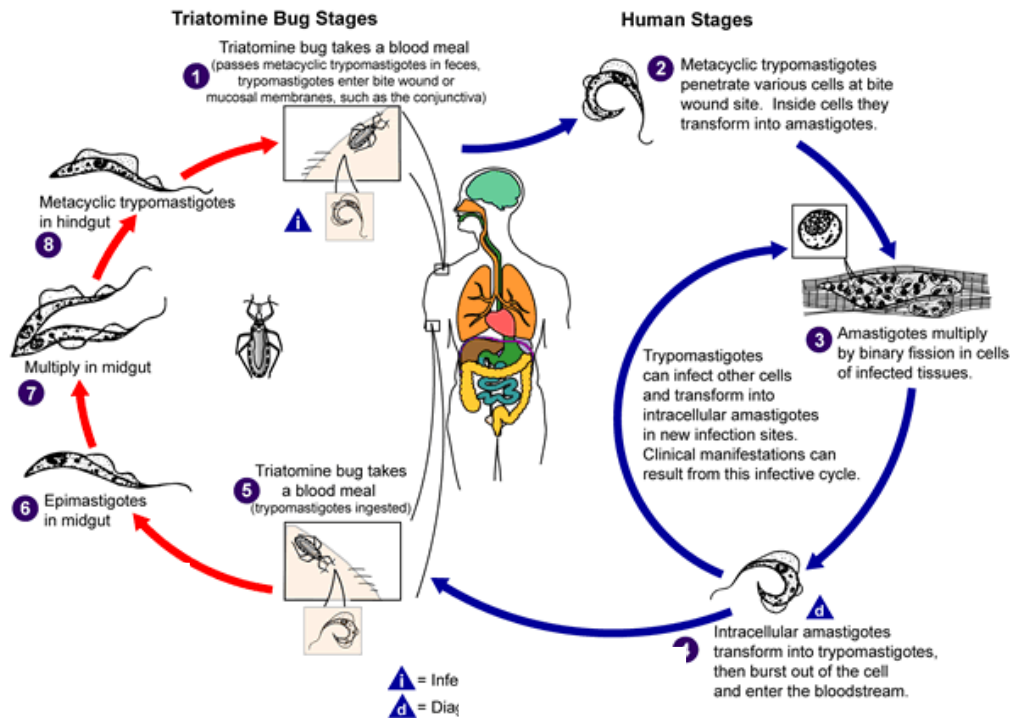 Triatomine Bug Stages
Human Stages
1
Triatomine bug takes a blood meal
(passes metacyclic trypomastigotes in feces,
trypomastigotes enter bite wound or
mucosal membranes, such as the conjunctiva)
2
Metacyclic trypomastigotes
penetrate various cells at bite
wound site. Inside cells they
transform into amastigotes.
i
Metacyclic trypomastigotes
in hindgut
8
3
Amastigotes multiply
by binary fission in cells
of infected tissues.
Trypomastigotes
can infect other cells
and transform into
intracellular amastigotes
in new infection sites.
Clinical manifestations can
result from this infective cycle.
Multiply in midgut
7
5
Triatomine bug takes
a blood meal
(trypomastigotes ingested)
6
Epimastigotes
in midgut
d
Intracellular amastigotes
transform into trypomastigotes,
then burst out of the cell
and enter the bloodstream.
i = Infe
d =